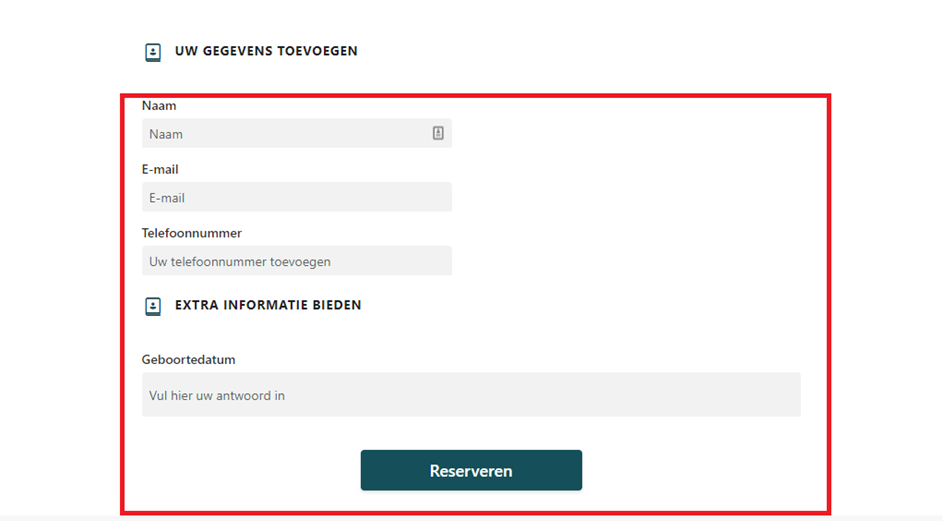 UW GEGEVENS TOEVOEGEN
Naam
Naam
E-mail
E-mail
Telefoonnummer
Uw telefoonnummer toevoegen
EXTRA INFORMATIE BIEDEN
Geboortedatum
Vul hier uw antwoord in
Reserveren